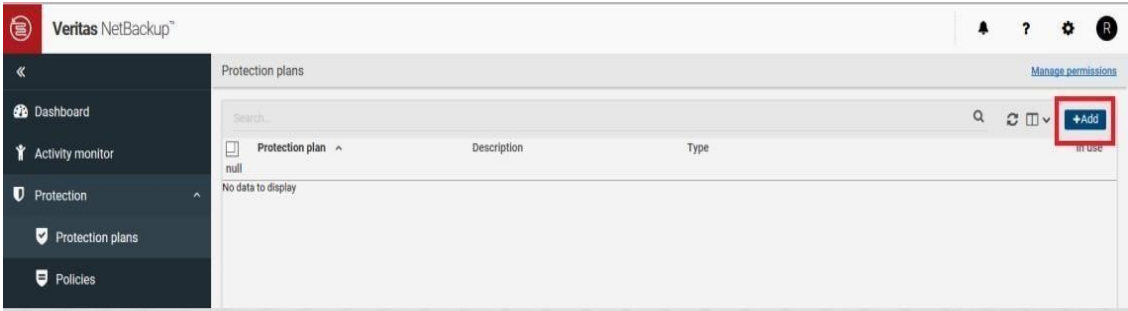 Veritas NetBackup™
? R
«
Protection plans
Manage permissions
Dashboard
Search...
+Add
Activity monitor
Protection plan Description Type In use
null
No data to display
Protection
Protection plans
Policies